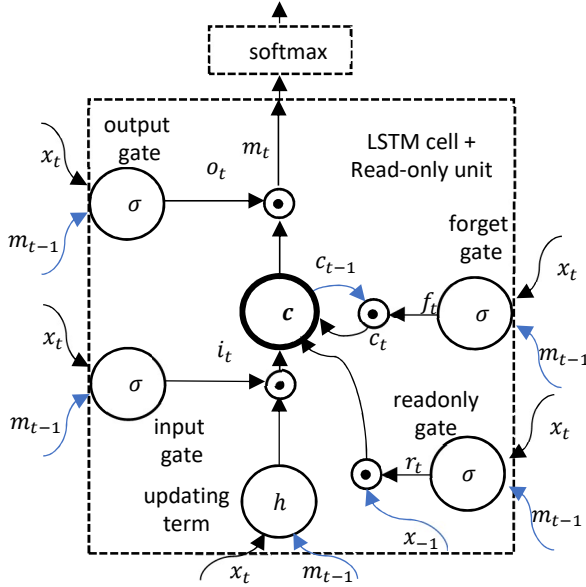 softmax
output
gate
m_t
LSTM cell +
Read-only unit
x_t
o_t
σ
m_{t−1}
forget
gate
x_t
c_{t−1}
c
f_t
σ
c_t
x_t
i_t
m_{t−1}
σ
readonly
gate
x_t
m_{t−1}
input
gate
r_t
σ
updating
term
h
x_{−1}
m_{t−1}
x_t
m_{t−1}